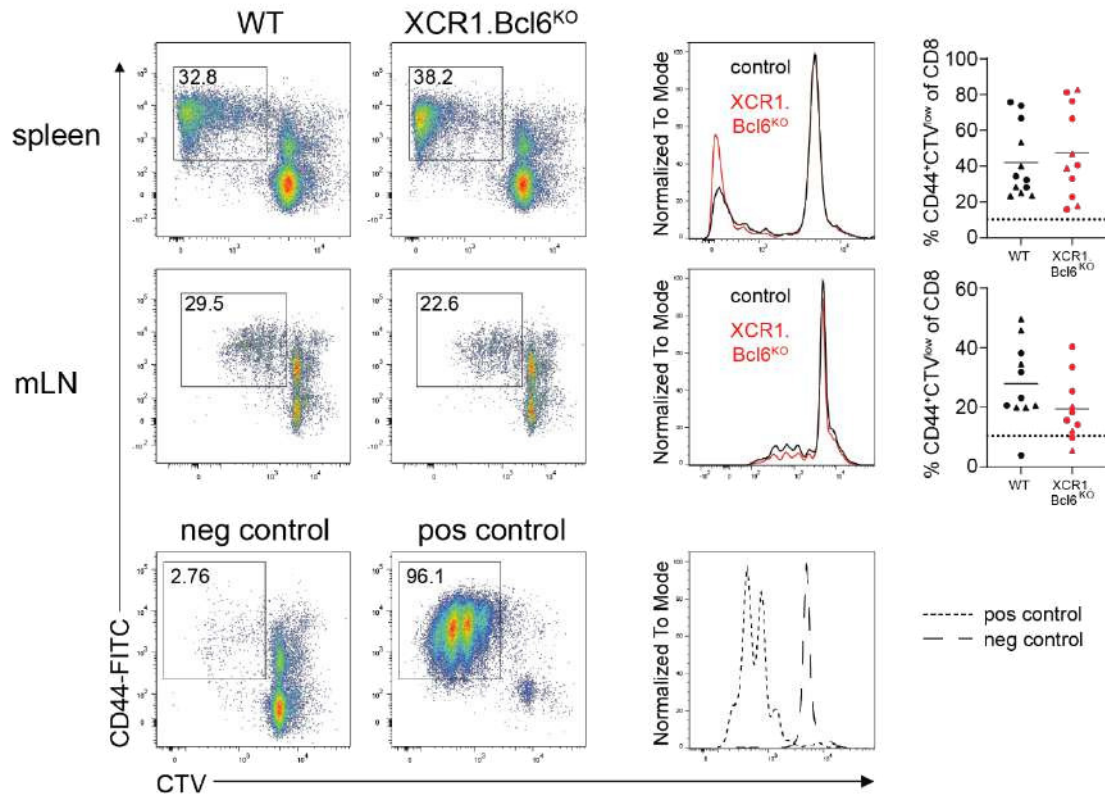 WT
XCR1.Bcl6KO
spleen
32.8
38.2
control
XCR1.
Bcl6KO
Normalized To Mode
% CD44+CTVlow of CD8
100
80
60
40
20
0
WT
XCR1.
Bcl6KO
mLN
29.5
22.6
control
XCR1.
Bcl6KO
Normalized To Mode
% CD44+CTVlow of CD8
60
40
20
0
WT
XCR1.
Bcl6KO
neg control
pos control
2.76
96.1
Normalized To Mode
pos control
neg control
CD44-FITC
CTV